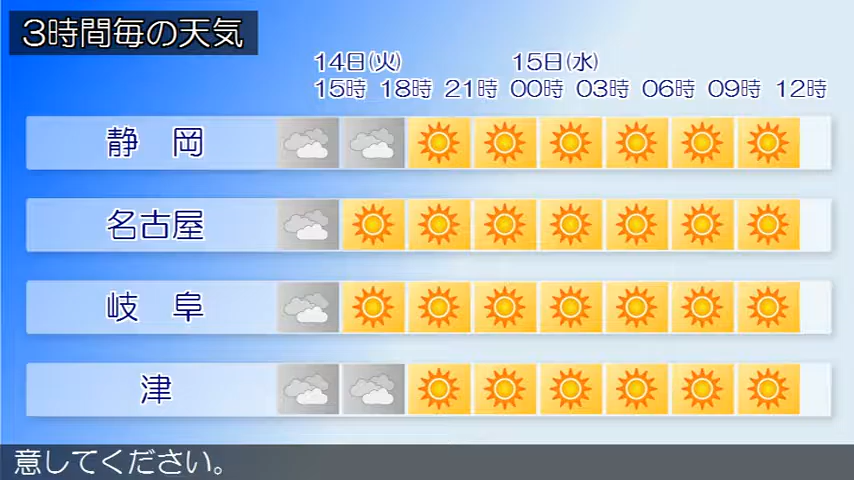 3時間毎の天気
14日(火) 15日(水)
15時 18時 21時 00時 03時 06時 09時 12時
静 岡
名古屋
岐 阜
津
意してください。